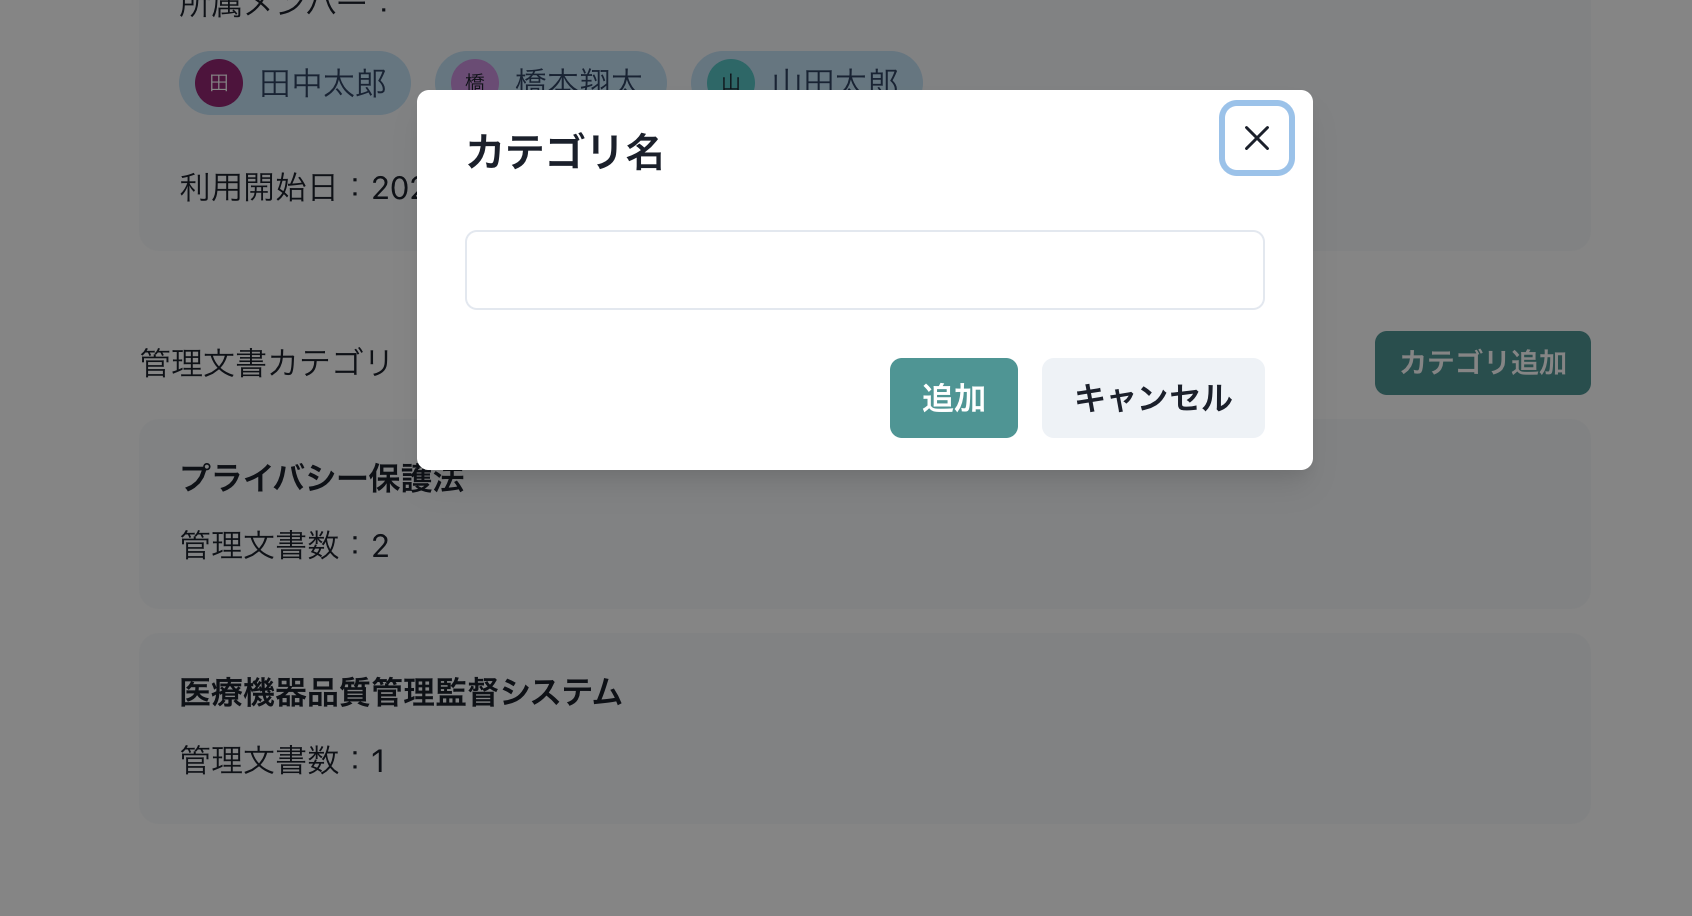 所属メンバー：
田 田中太郎 橋 橋本翔太 山 山田太郎
カテゴリ名
利用開始日：202
管理文書カテゴリ
カテゴリ追加
追加 キャンセル
プライバシー保護法
管理文書数：2
医療機器品質管理監督システム
管理文書数：1